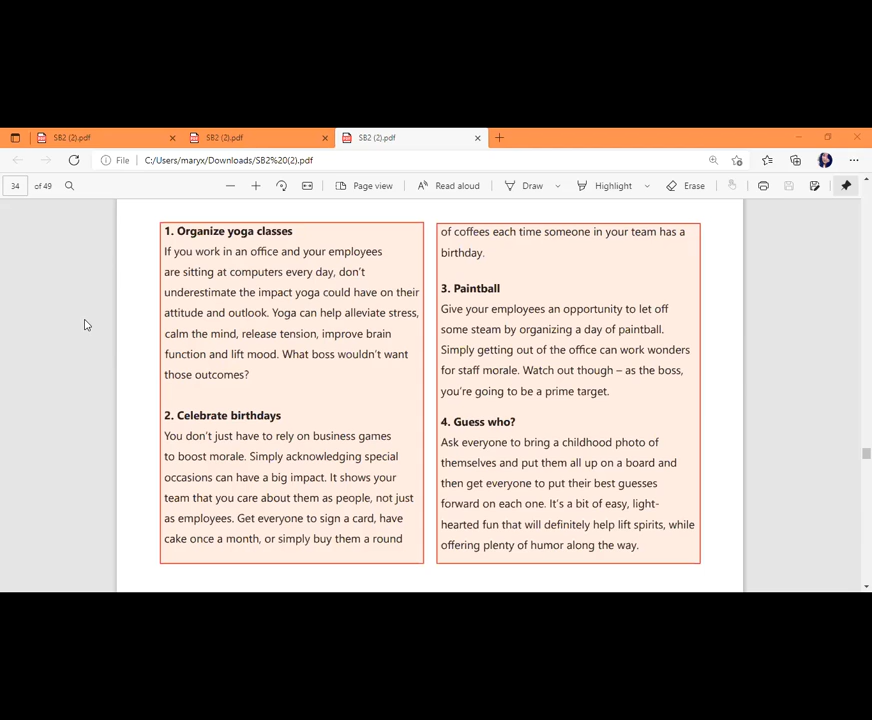 SB2 (2).pdf
SB2 (2).pdf
SB2 (2).pdf
File
C:/Users/maryx/Downloads/SB2%20(2).pdf
34 of 49
Page view
Read aloud
Draw
Highlight
Erase
1. Organize yoga classes
If you work in an office and your employees
are sitting at computers every day, don't
underestimate the impact yoga could have on their
attitude and outlook. Yoga can help alleviate stress,
calm the mind, release tension, improve brain
function and lift mood. What boss wouldn't want
those outcomes?
2. Celebrate birthdays
You don't just have to rely on business games
to boost morale. Simply acknowledging special
occasions can have a big impact. It shows your
team that you care about them as people, not just
as employees. Get everyone to sign a card, have
cake once a month, or simply buy them a round
of coffees each time someone in your team has a
birthday.
3. Paintball
Give your employees an opportunity to let off
some steam by organizing a day of paintball.
Simply getting out of the office can work wonders
for staff morale. Watch out though – as the boss,
you're going to be a prime target.
4. Guess who?
Ask everyone to bring a childhood photo of
themselves and put them all up on a board and
then get everyone to put their best guesses
forward on each one. It's a bit of easy, light-
hearted fun that will definitely help lift spirits, while
offering plenty of humor along the way.